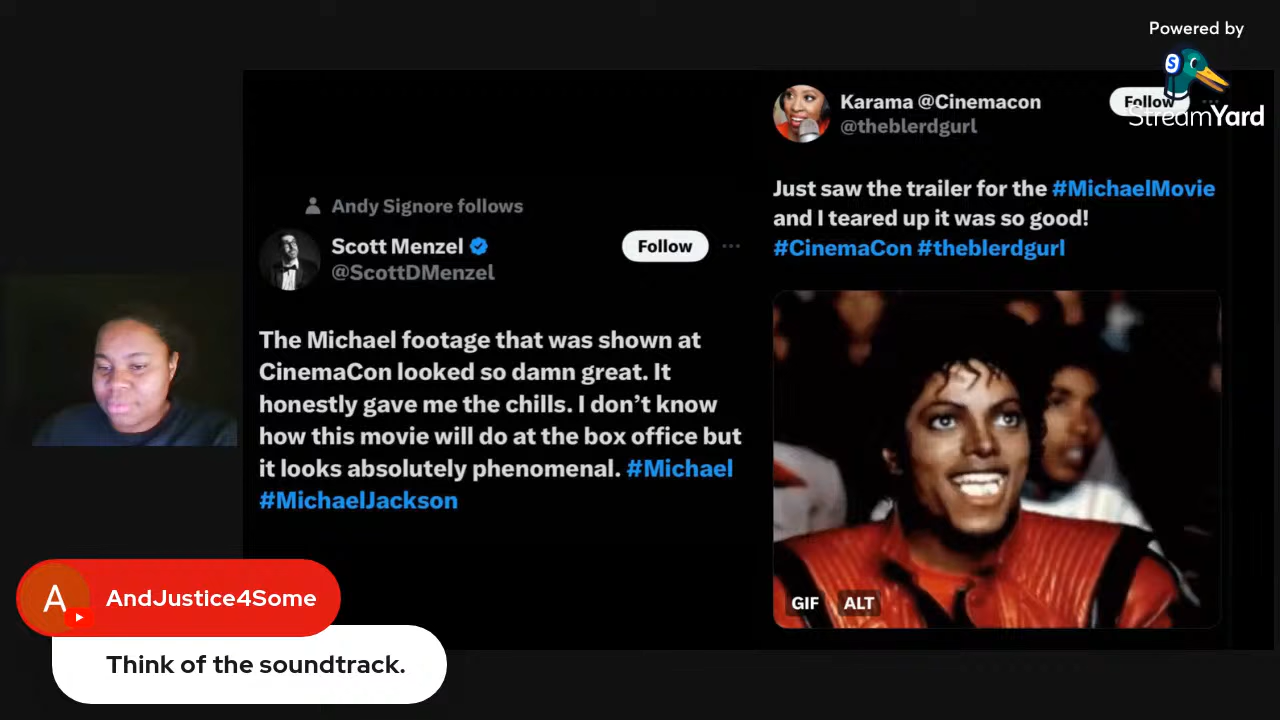 Powered by
StreamYard
Andy Signore follows
Scott Menzel
@ScottDMenzel
Follow
The Michael footage that was shown at
CinemaCon looked so damn great. It
honestly gave me the chills. I don’t know
how this movie will do at the box office but
it looks absolutely phenomenal. #Michael
#MichaelJackson
Karama @Cinemacon
@theblerdgurl
Follow
Just saw the trailer for the #MichaelMovie
and I teared up it was so good!
#CinemaCon #theblerdgurl
GIF ALT
A AndJustice4Some
Think of the soundtrack.